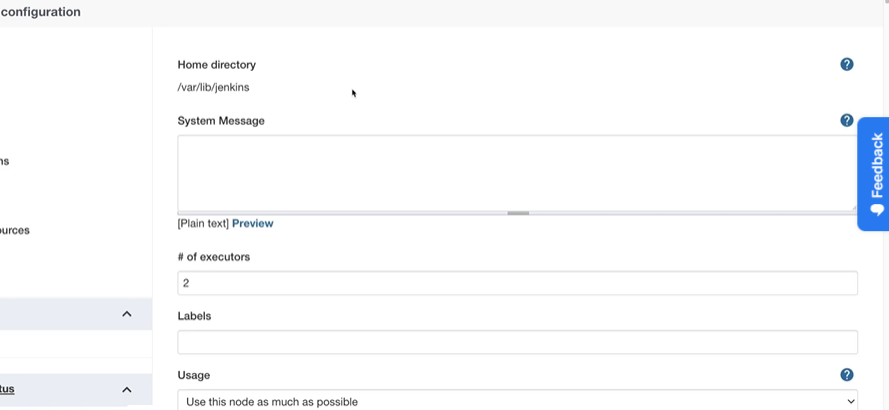 configuration
Home directory
/var/lib/jenkins
System Message
[Plain text] Preview
# of executors
2
Labels
Usage
Use this node as much as possible
ns
ources
tus
Feedback